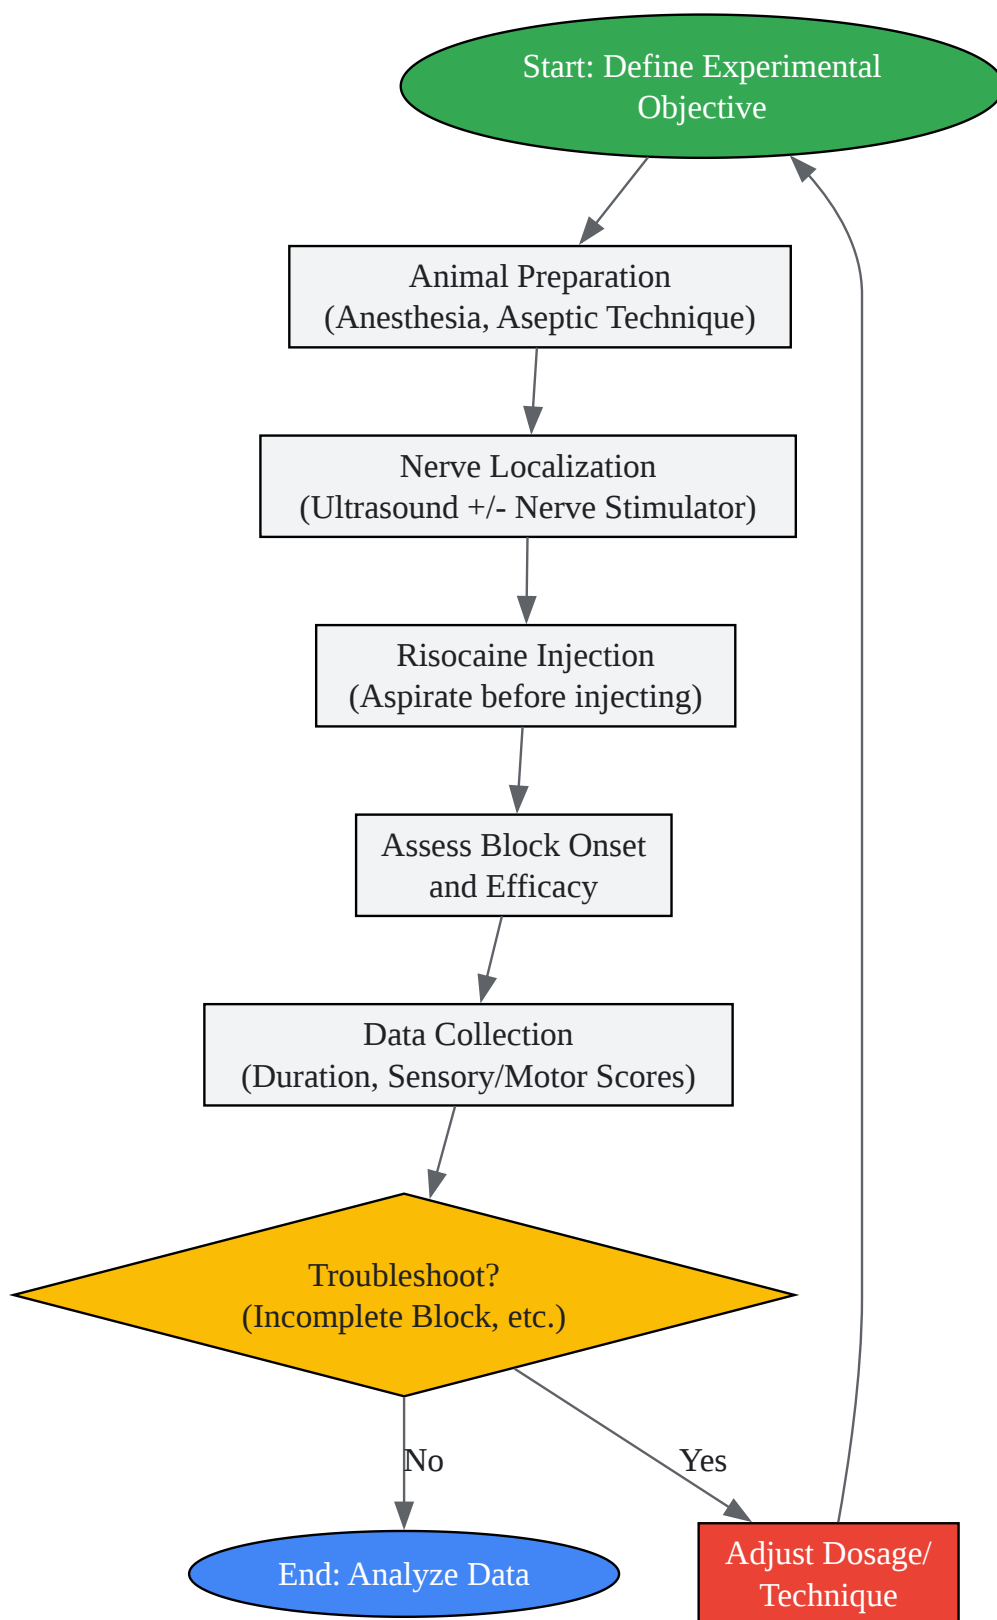 Start: Define Experimental
Objective
Animal Preparation
(Anesthesia, Aseptic Technique)
Nerve Localization
(Ultrasound +/- Nerve Stimulator)
Risocaine Injection
(Aspirate before injecting)
Assess Block Onset
and Efficacy
Data Collection
(Duration, Sensory/Motor Scores)
Troubleshoot?
(Incomplete Block, etc.)
No
Yes
End: Analyze Data
Adjust Dosage/
Technique